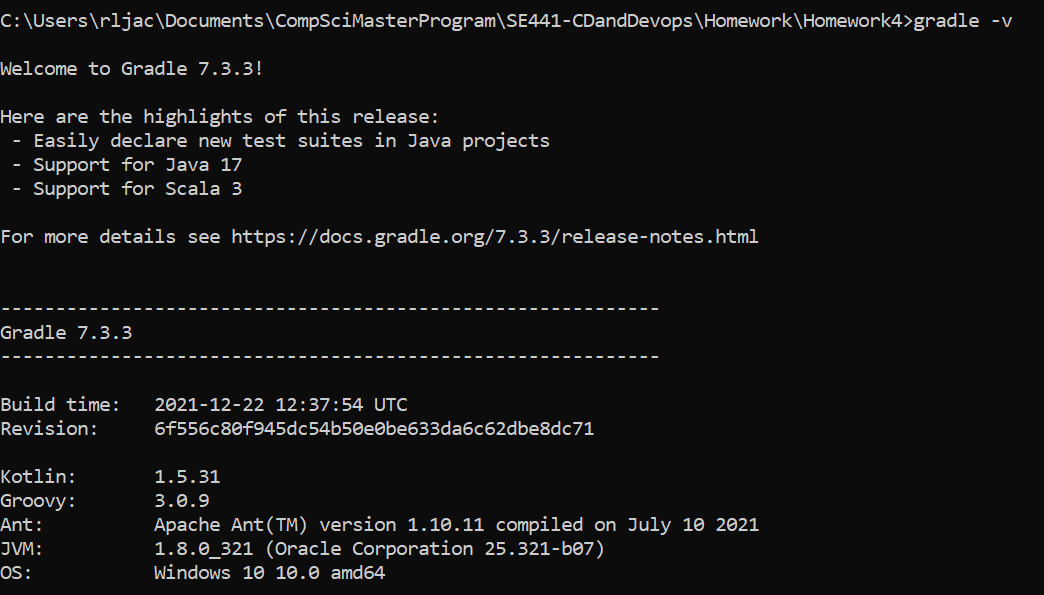 C:\Users\rljac\Documents\CompSciMasterProgram\SE441-CDandDevops\Homework\Homework4>gradle -v
Welcome to Gradle 7.3.3!
Here are the highlights of this release:
- Easily declare new test suites in Java projects
- Support for Java 17
- Support for Scala 3
For more details see https://docs.gradle.org/7.3.3/release-notes.html
------------------------------------------------------------
Gradle 7.3.3
------------------------------------------------------------
Build time:   2021-12-22 12:37:54 UTC
Revision:     6f556c80f945dc54b50e0be633da6c62dbe8dc71
Kotlin:       1.5.31
Groovy:       3.0.9
Ant:          Apache Ant(TM) version 1.10.11 compiled on July 10 2021
JVM:          1.8.0_321 (Oracle Corporation 25.321-b07)
OS:           Windows 10 10.0 amd64